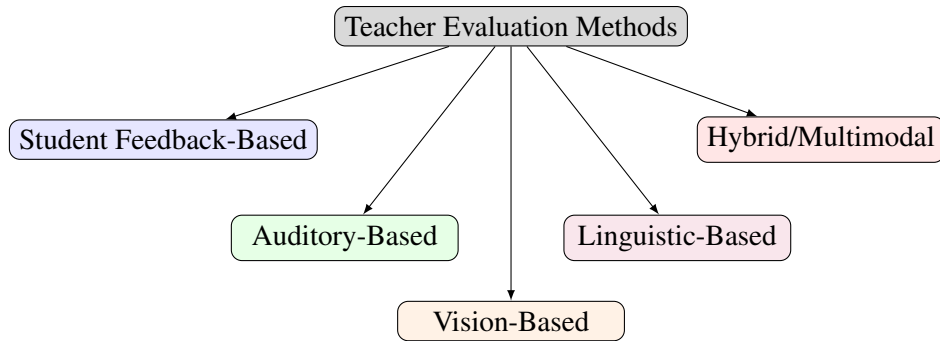 Teacher Evaluation Methods
Student Feedback-Based
Hybrid/Multimodal
Auditory-Based
Linguistic-Based
Vision-Based